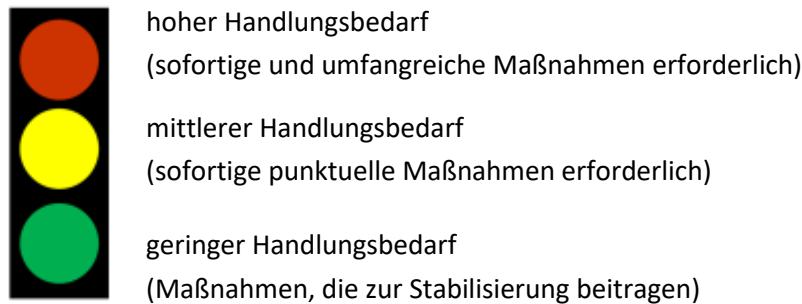 hoher Handlungsbedarf
(sofortige und umfangreiche Maßnahmen erforderlich)
mittlerer Handlungsbedarf
(sofortige punktuelle Maßnahmen erforderlich)
geringer Handlungsbedarf
(Maßnahmen, die zur Stabilisierung beitragen)